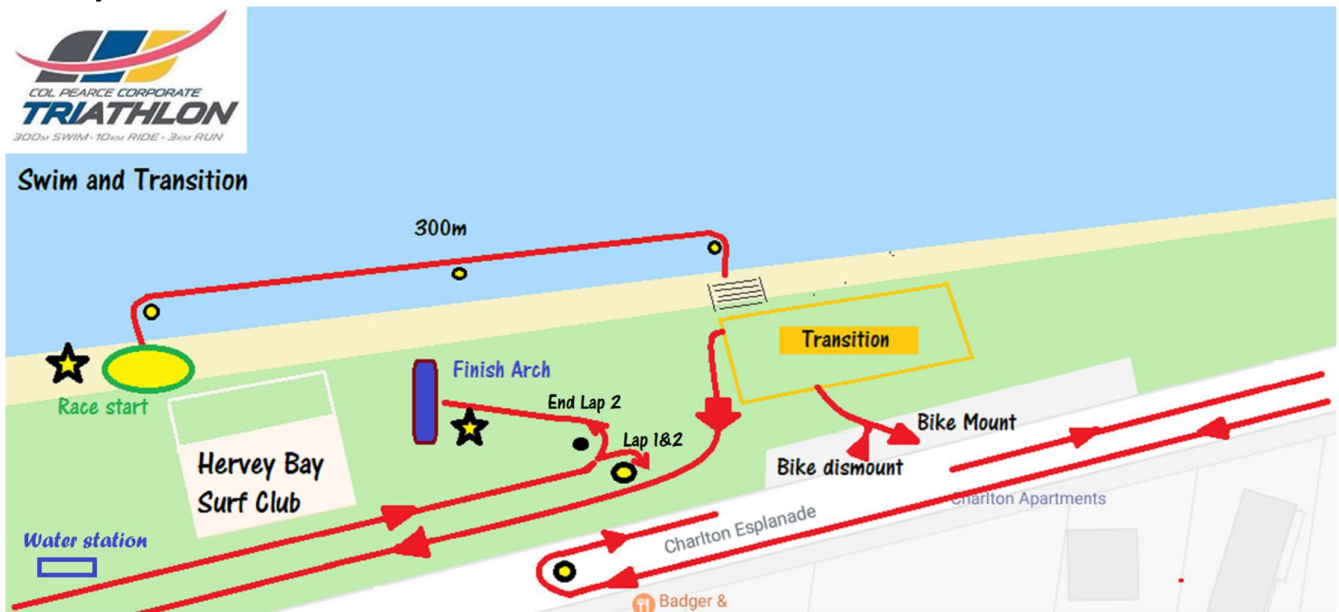 COL PEARCE CORPORATE
TRIATHLON
300M SWIM - 10KM RIDE - 3KM RUN
Swim and Transition
300m
Transition
Finish Arch
Race start
End Lap 2
Lap 1&2
Bike Mount
Bike dismount
Hervey Bay
Surf Club
Charlton Apartments
Charlton Esplanade
Water station
Badger &